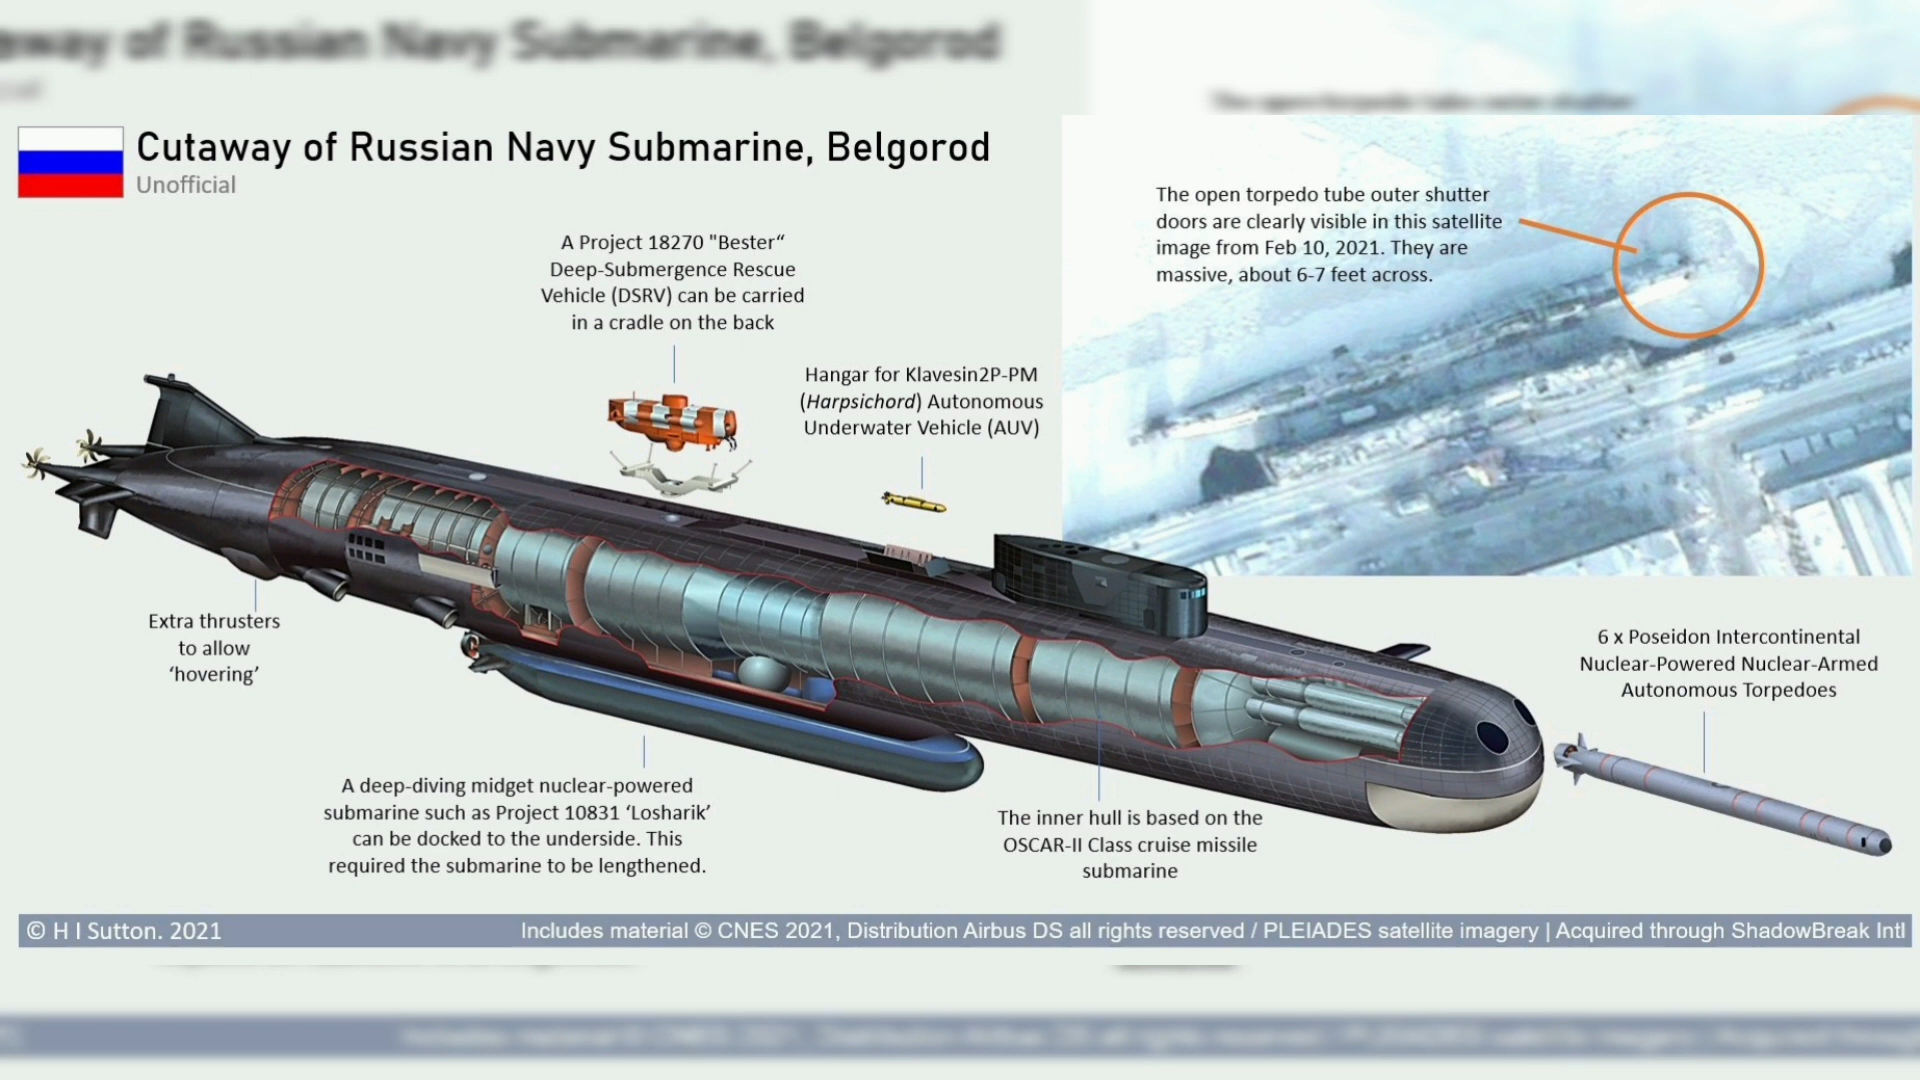 Cutaway of Russian Navy Submarine, Belgorod
Unofficial
The open torpedo tube outer shutter
doors are clearly visible in this satellite
image from Feb 10, 2021. They are
massive, about 6-7 feet across.
A Project 18270 "Bester“
Deep-Submergence Rescue
Vehicle (DSRV) can be carried
in a cradle on the back
Hangar for Klavesin2P-PM
(Harpsichord) Autonomous
Underwater Vehicle (AUV)
Extra thrusters
to allow
‘hovering’
6 x Poseidon Intercontinental
Nuclear-Powered Nuclear-Armed
Autonomous Torpedoes
A deep-diving midget nuclear-powered
submarine such as Project 10831 ‘Losharik’
can be docked to the underside. This
required the submarine to be lengthened.
The inner hull is based on the
OSCAR-II Class cruise missile
submarine
© H I Sutton. 2021
Includes material © CNES 2021, Distribution Airbus DS all rights reserved / PLEIADES satellite imagery | Acquired through ShadowBreak Intl